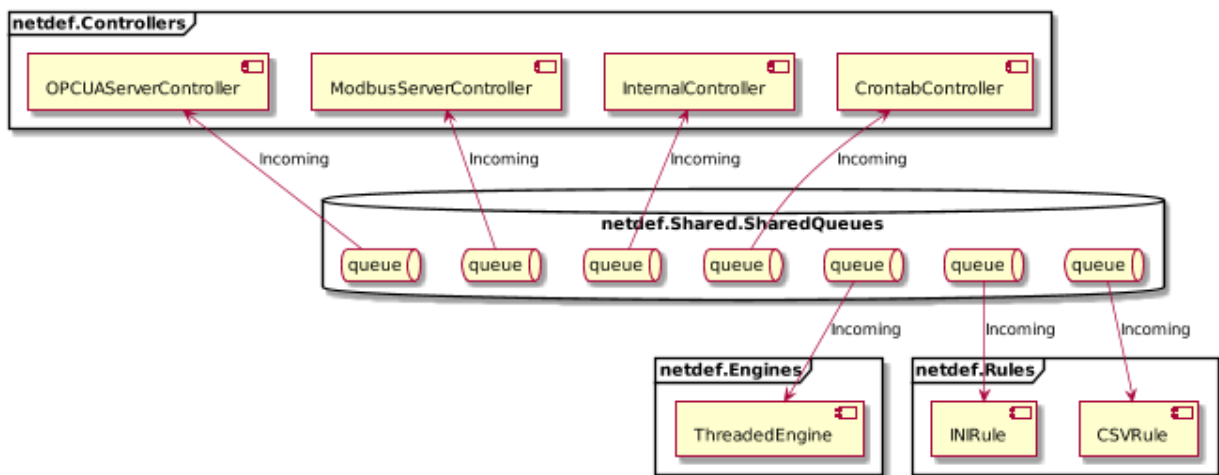 netdef.Controllers
OPCUAServerController
ModbusServerController
InternalController
CrontabController
Incoming
Incoming
Incoming
Incoming
netdef.Shared.SharedQueues
queue
queue
queue
queue
queue
queue
queue
Incoming
Incoming
Incoming
netdef.Engines
netdef.Rules
ThreadedEngine
INIRule
CSVRule